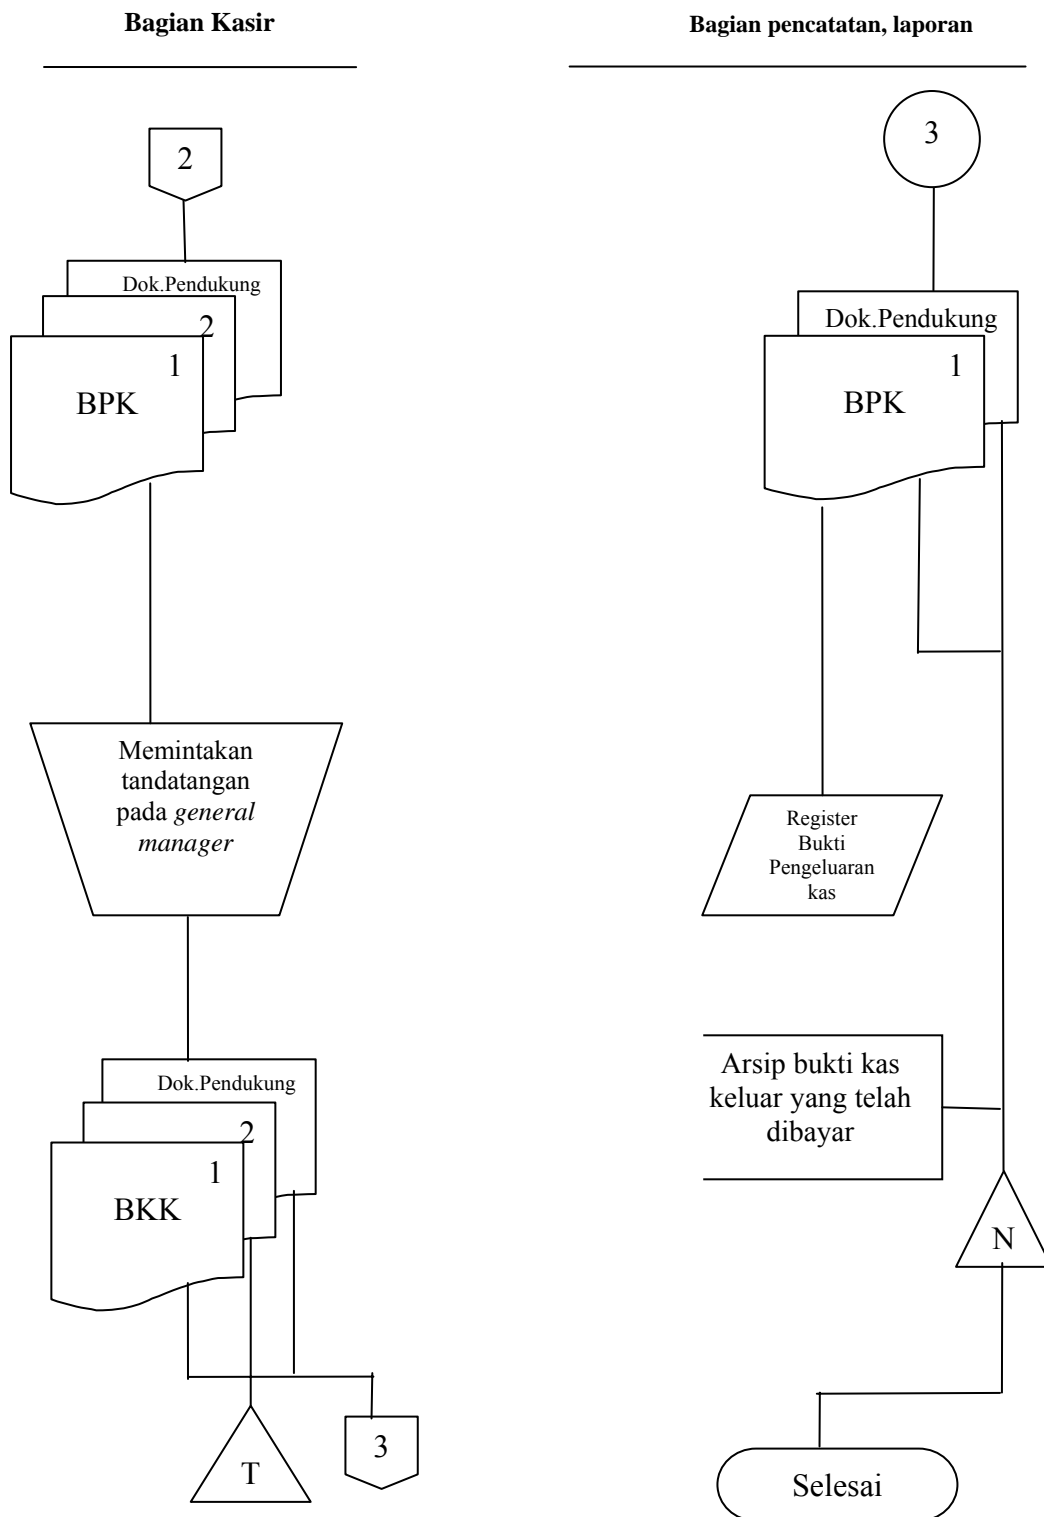 Bagian Kasir
2
Dok.Pendukung
2
1
BPK
Memintakan
tandatangan
pada general
manager
Dok.Pendukung
2
1
BKK
T
3
Bagian pencatatan, laporan
3
Dok.Pendukung
1
BPK
Register
Bukti
Pengeluaran
kas
Arsip bukti kas
keluar yang telah
dibayar
N
Selesai